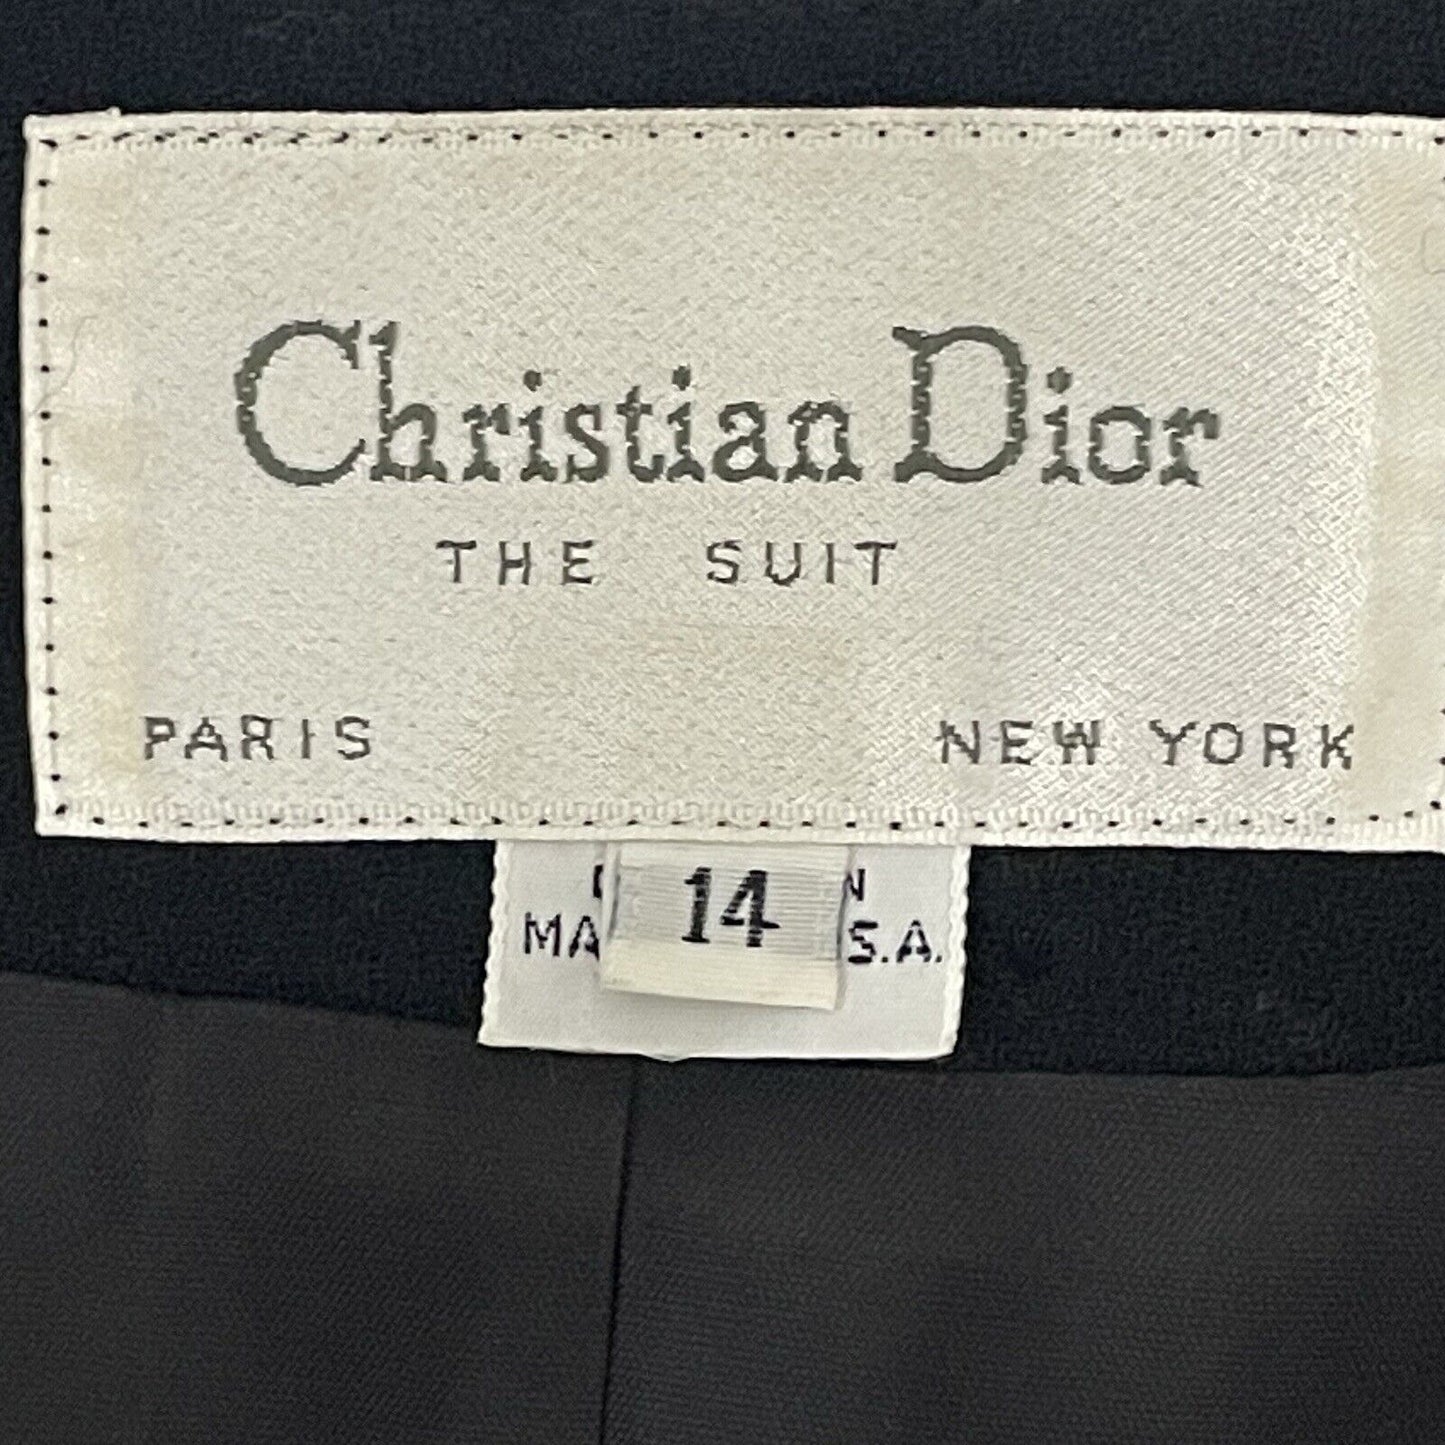 Christian Dior
THE SUIT
PARIS NEW YORK
14